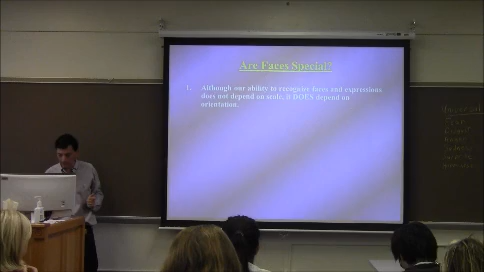 Are Faces Special?
1. Although our ability to recognize faces and expressions
does not depend on scale; it DOES depend on
orientation.